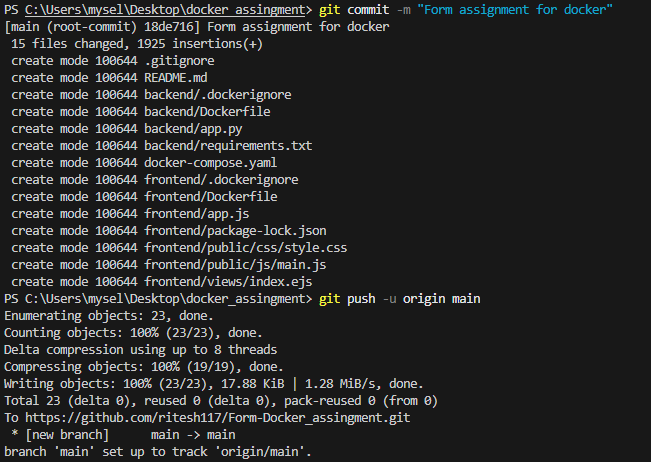 PS C:\Users\mysel\Desktop\docker_assingment> git commit -m "Form assignment for docker"
[main (root-commit) 18de716] Form assignment for docker
 15 files changed, 1925 insertions(+)
 create mode 100644 .gitignore
 create mode 100644 README.md
 create mode 100644 backend/.dockerignore
 create mode 100644 backend/Dockerfile
 create mode 100644 backend/app.py
 create mode 100644 backend/requirements.txt
 create mode 100644 docker-compose.yaml
 create mode 100644 frontend/.dockerignore
 create mode 100644 frontend/Dockerfile
 create mode 100644 frontend/app.js
 create mode 100644 frontend/package-lock.json
 create mode 100644 frontend/public/css/style.css
 create mode 100644 frontend/public/js/main.js
 create mode 100644 frontend/views/index.ejs
PS C:\Users\mysel\Desktop\docker_assingment> git push -u origin main
Enumerating objects: 23, done.
Counting objects: 100% (23/23), done.
Delta compression using up to 8 threads
Compressing objects: 100% (19/19), done.
Writing objects: 100% (23/23), 17.88 KiB | 1.28 MiB/s, done.
Total 23 (delta 0), reused 0 (delta 0), pack-reused 0 (from 0)
To https://github.com/ritesh117/Form-Docker_assingment.git
 * [new branch]      main -> main
branch 'main' set up to track 'origin/main'.